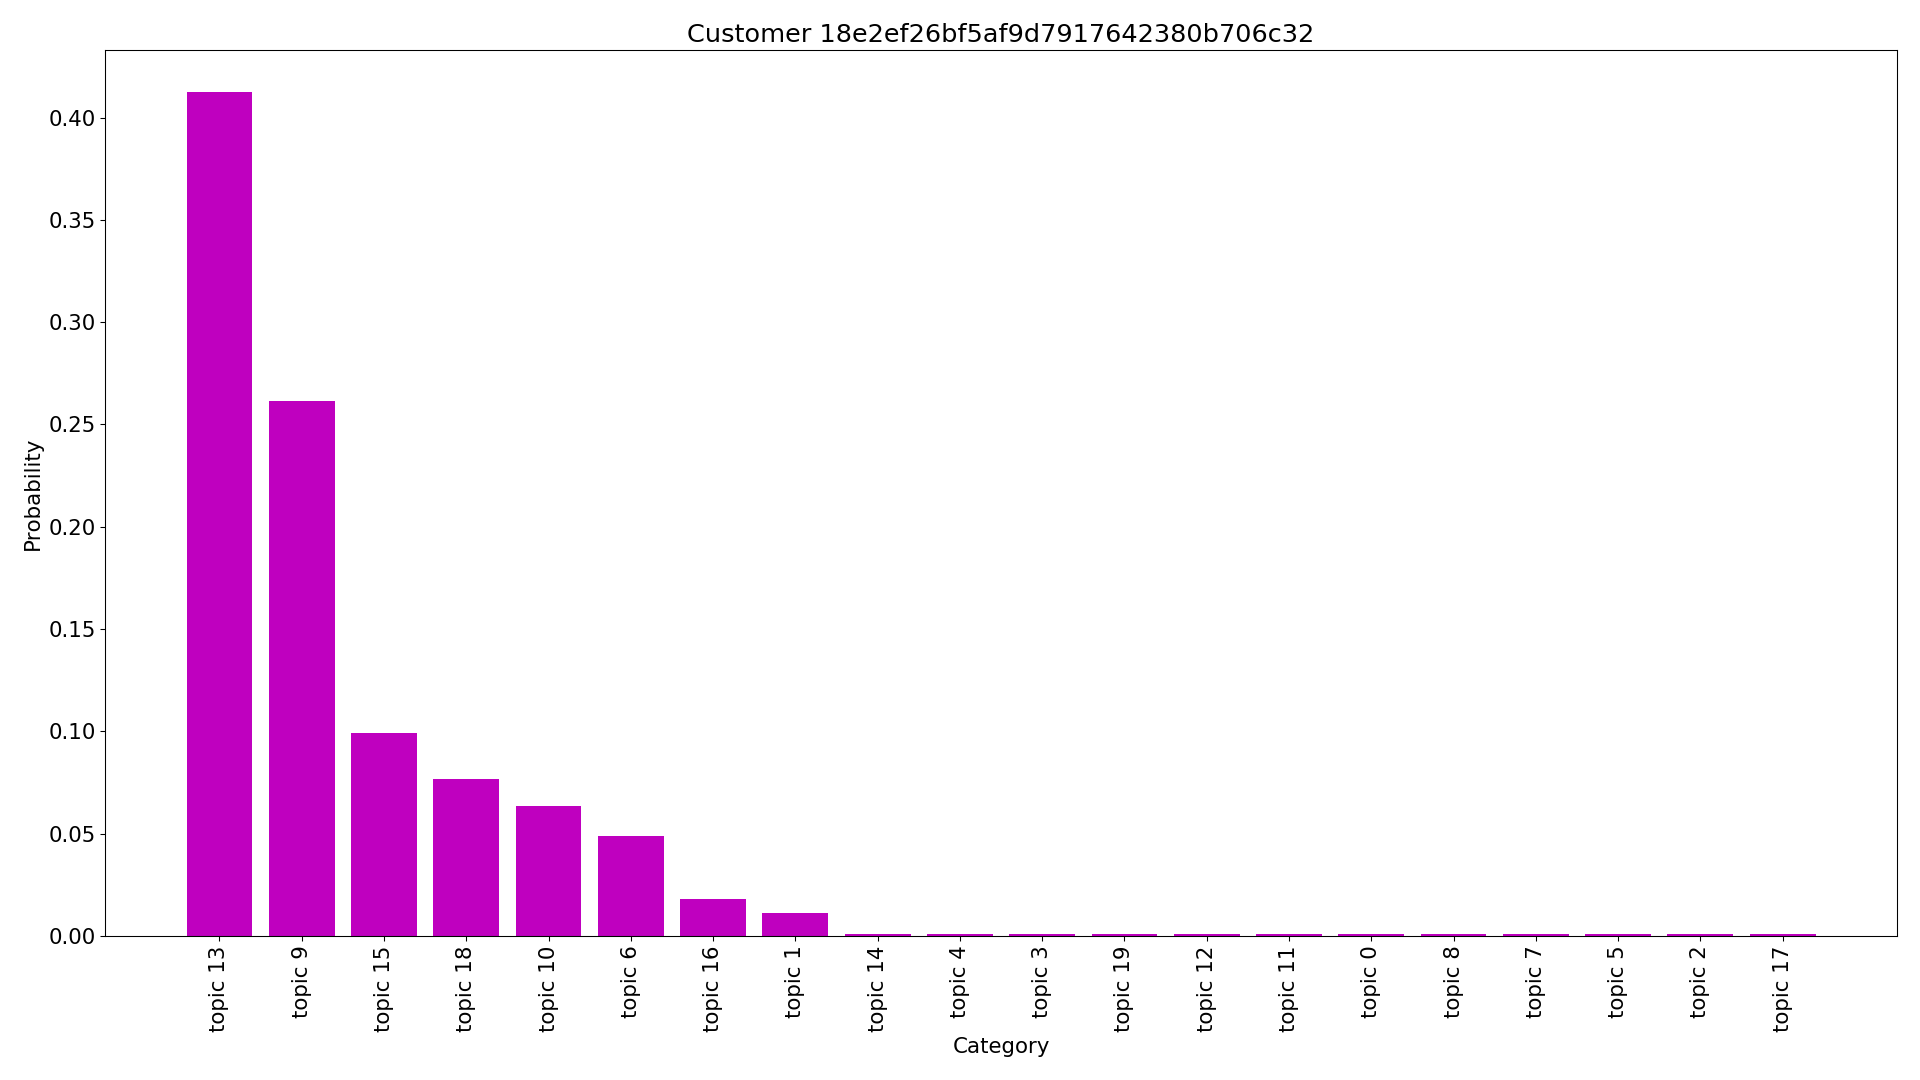 Customer 18e2ef26bf5af9d7917642380b706c32
Probability
0.40
0.35
0.30
0.25
0.20
0.15
0.10
0.05
0.00
topic 13
topic 9
topic 15
topic 18
topic 10
topic 6
topic 16
topic 1
topic 14
topic 4
topic 3
topic 19
topic 12
topic 11
topic 0
topic 8
topic 7
topic 5
topic 2
topic 17
Category